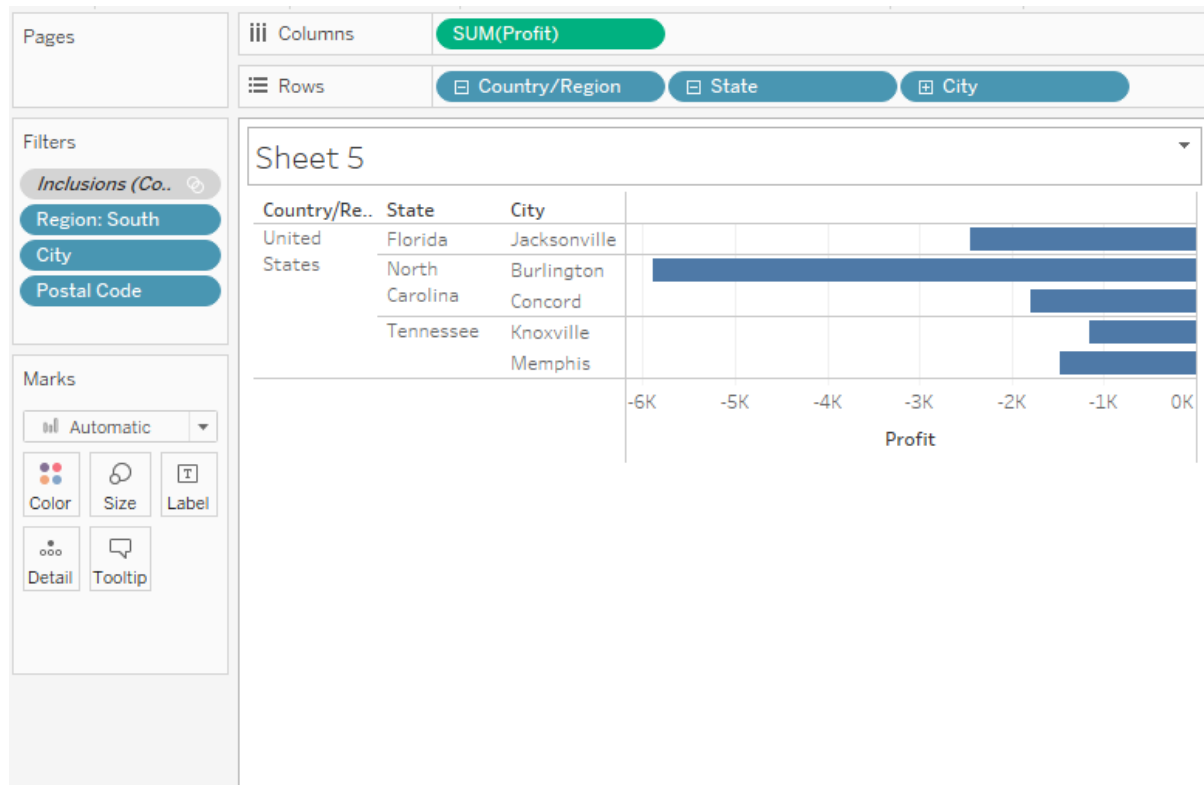 Pages
Columns
SUM(Profit)
Rows
Country/Region
State
City
Filters
Inclusions (Co..
Region: South
City
Postal Code
Marks
Automatic
Color
Size
Label
Detail
Tooltip
Sheet 5
Country/Re.. State City
United States
Florida
Jacksonville
North Carolina
Burlington
Concord
Tennessee
Knoxville
Memphis
-6K -5K -4K -3K -2K -1K 0K
Profit